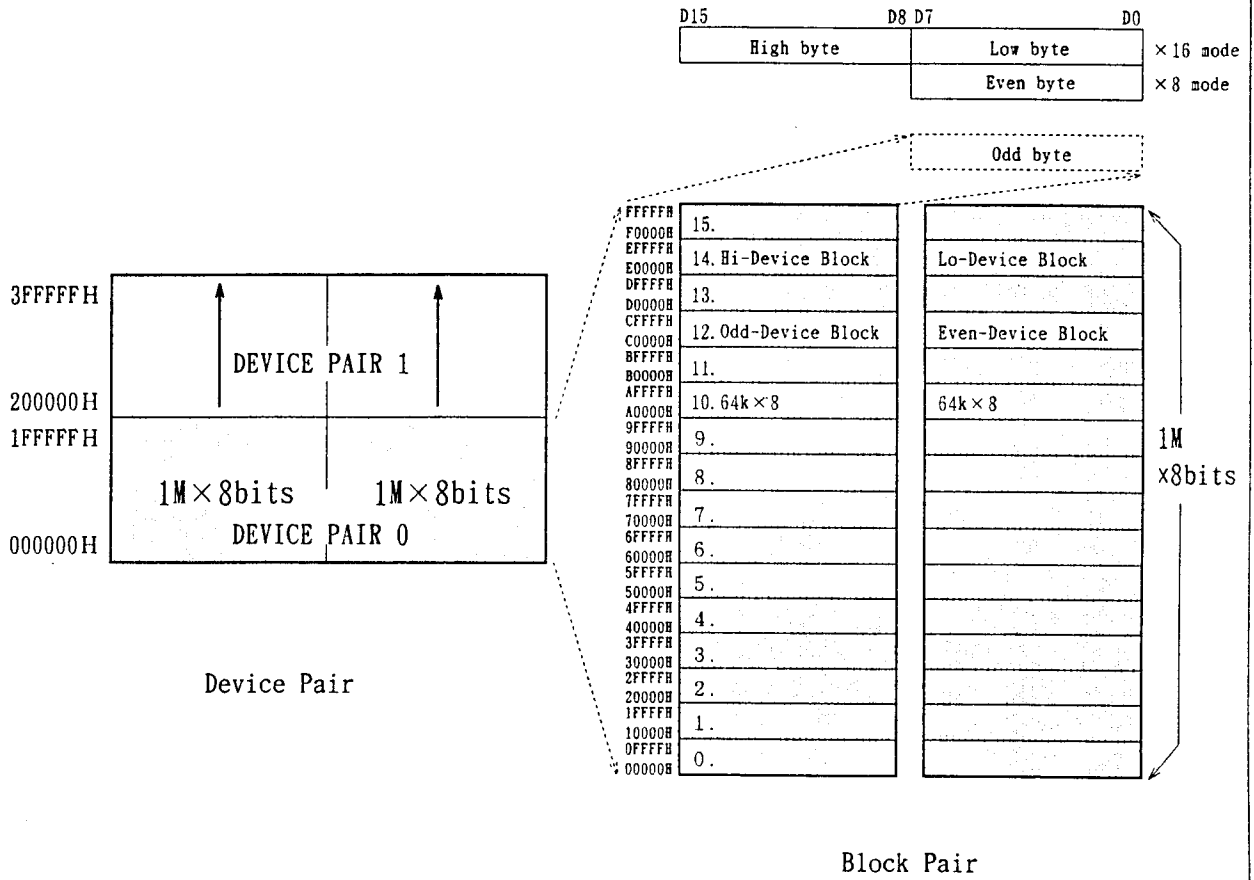 D15 D8 D7 D0
High byte Low byte ×16 mode
Even byte ×8 mode
Odd byte
3FFFFFH
200000H
1FFFFFH
000000H
DEVICE PAIR 1
1M×8bits 1M×8bits
DEVICE PAIR 0
Device Pair
FFFFFH
F0000H
15.
EFFFFH
E0000H
14. Hi-Device Block Lo-Device Block
DFFFFH
D0000H
13.
CFFFFH
C0000H
12. Odd-Device Block Even-Device Block
BFFFFH
B0000H
11.
AFFFFH
A0000H
10. 64k×8 64k×8
9FFFFH
90000H
9.
8FFFFH
80000H
8.
7FFFFH
70000H
7.
6FFFFH
60000H
6.
5FFFFH
50000H
5.
4FFFFH
40000H
4.
3FFFFH
30000H
3.
2FFFFH
20000H
2.
1FFFFH
10000H
1.
0FFFFH
00000H
0.
1M
×8bits
Block Pair